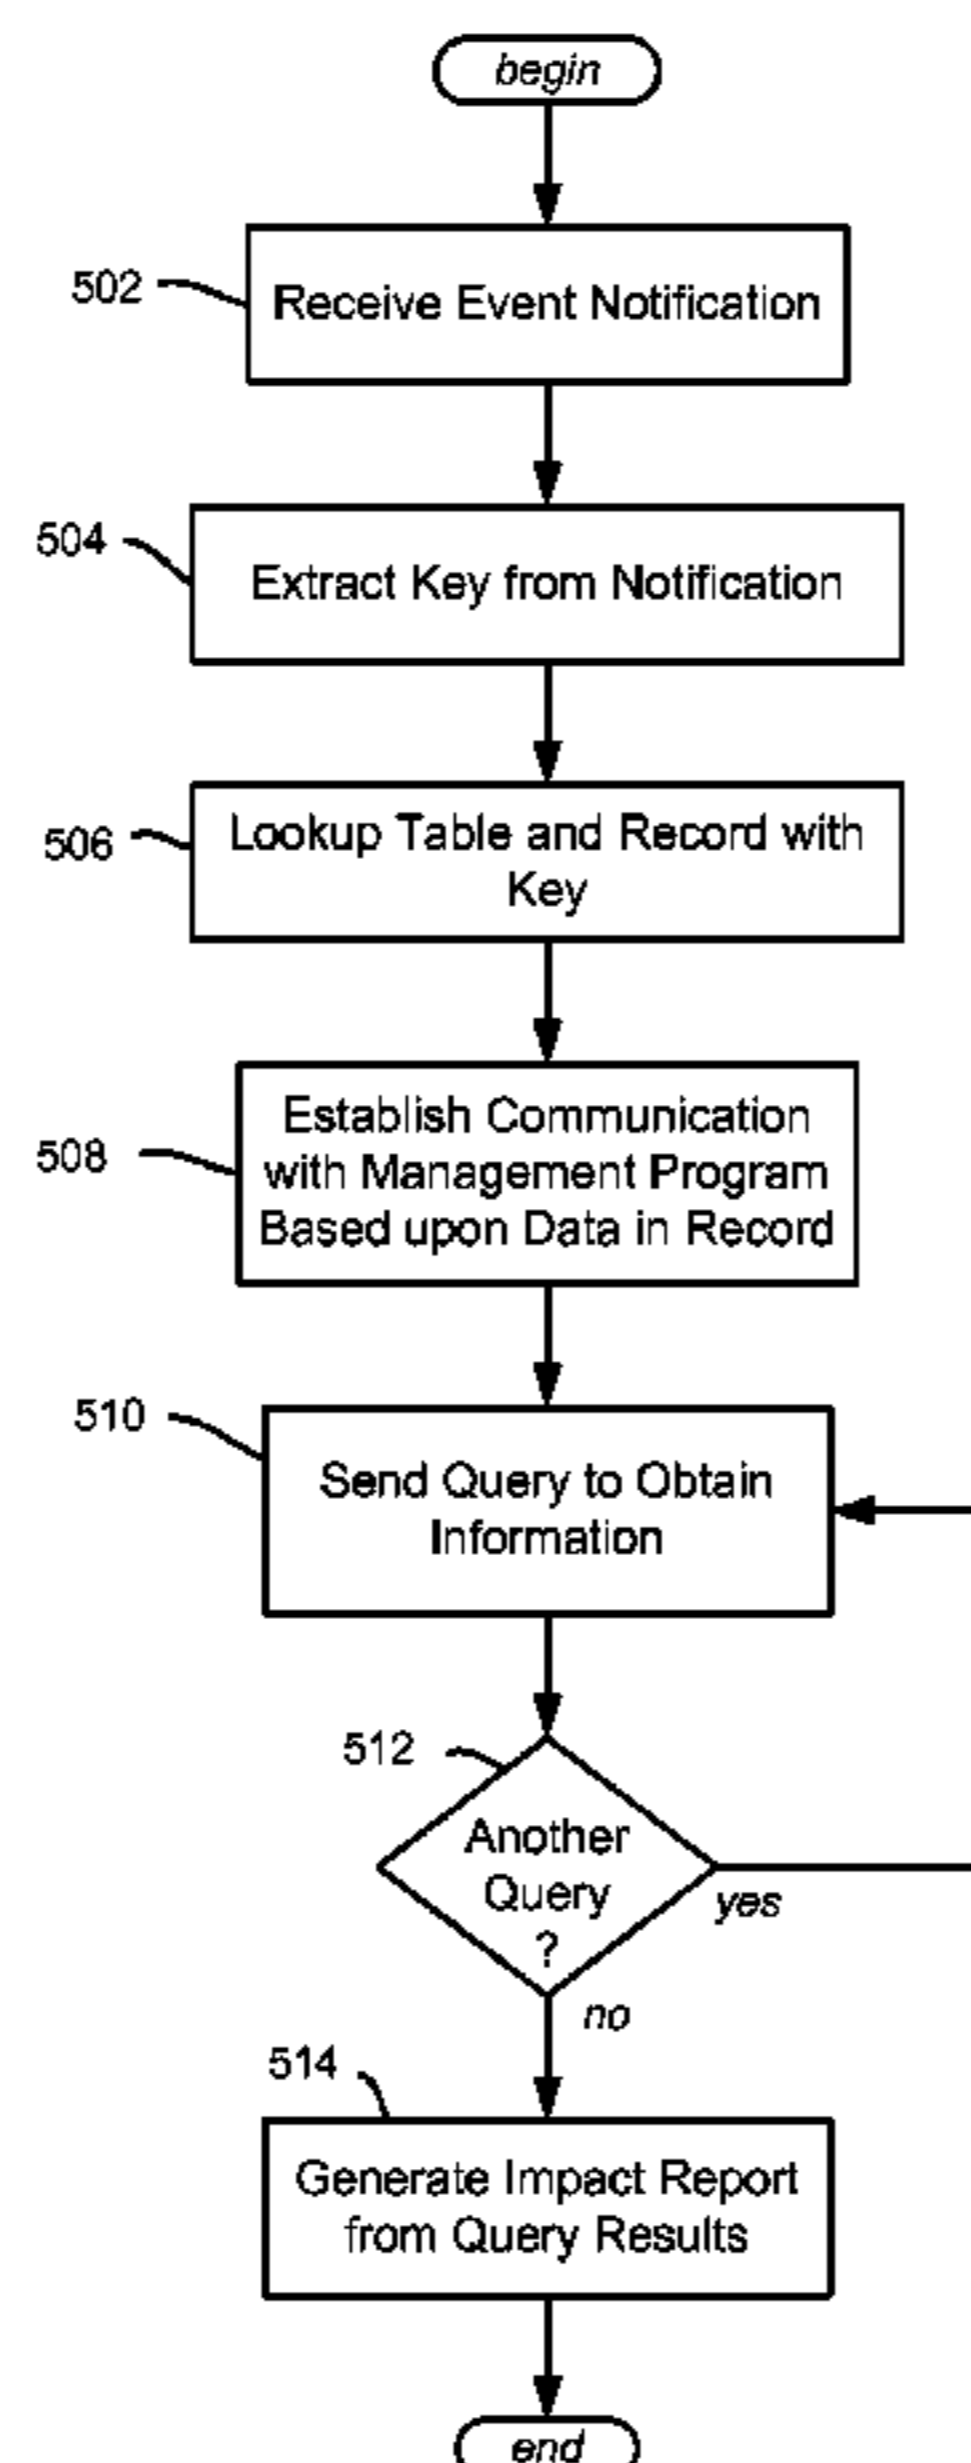 begin
502
Receive Event Notification
504
Extract Key from Notification
506
Lookup Table and Record with
Key
508
Establish Communication
with Management Program
Based upon Data in Record
510
Send Query to Obtain
Information
512
Another
Query
?
yes
no
514
Generate Impact Report
from Query Results
end